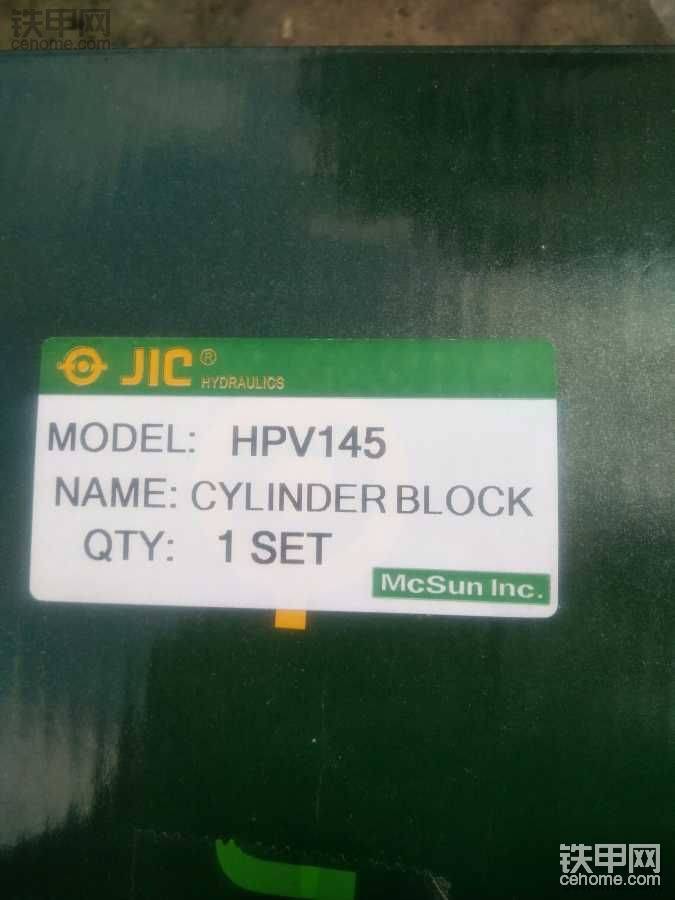 铁甲网
cehome.com
JIC® HYDRAULICS
MODEL: HPV145
NAME: CYLINDER BLOCK
QTY: 1 SET
McSun Inc.
铁甲网
cehome.com